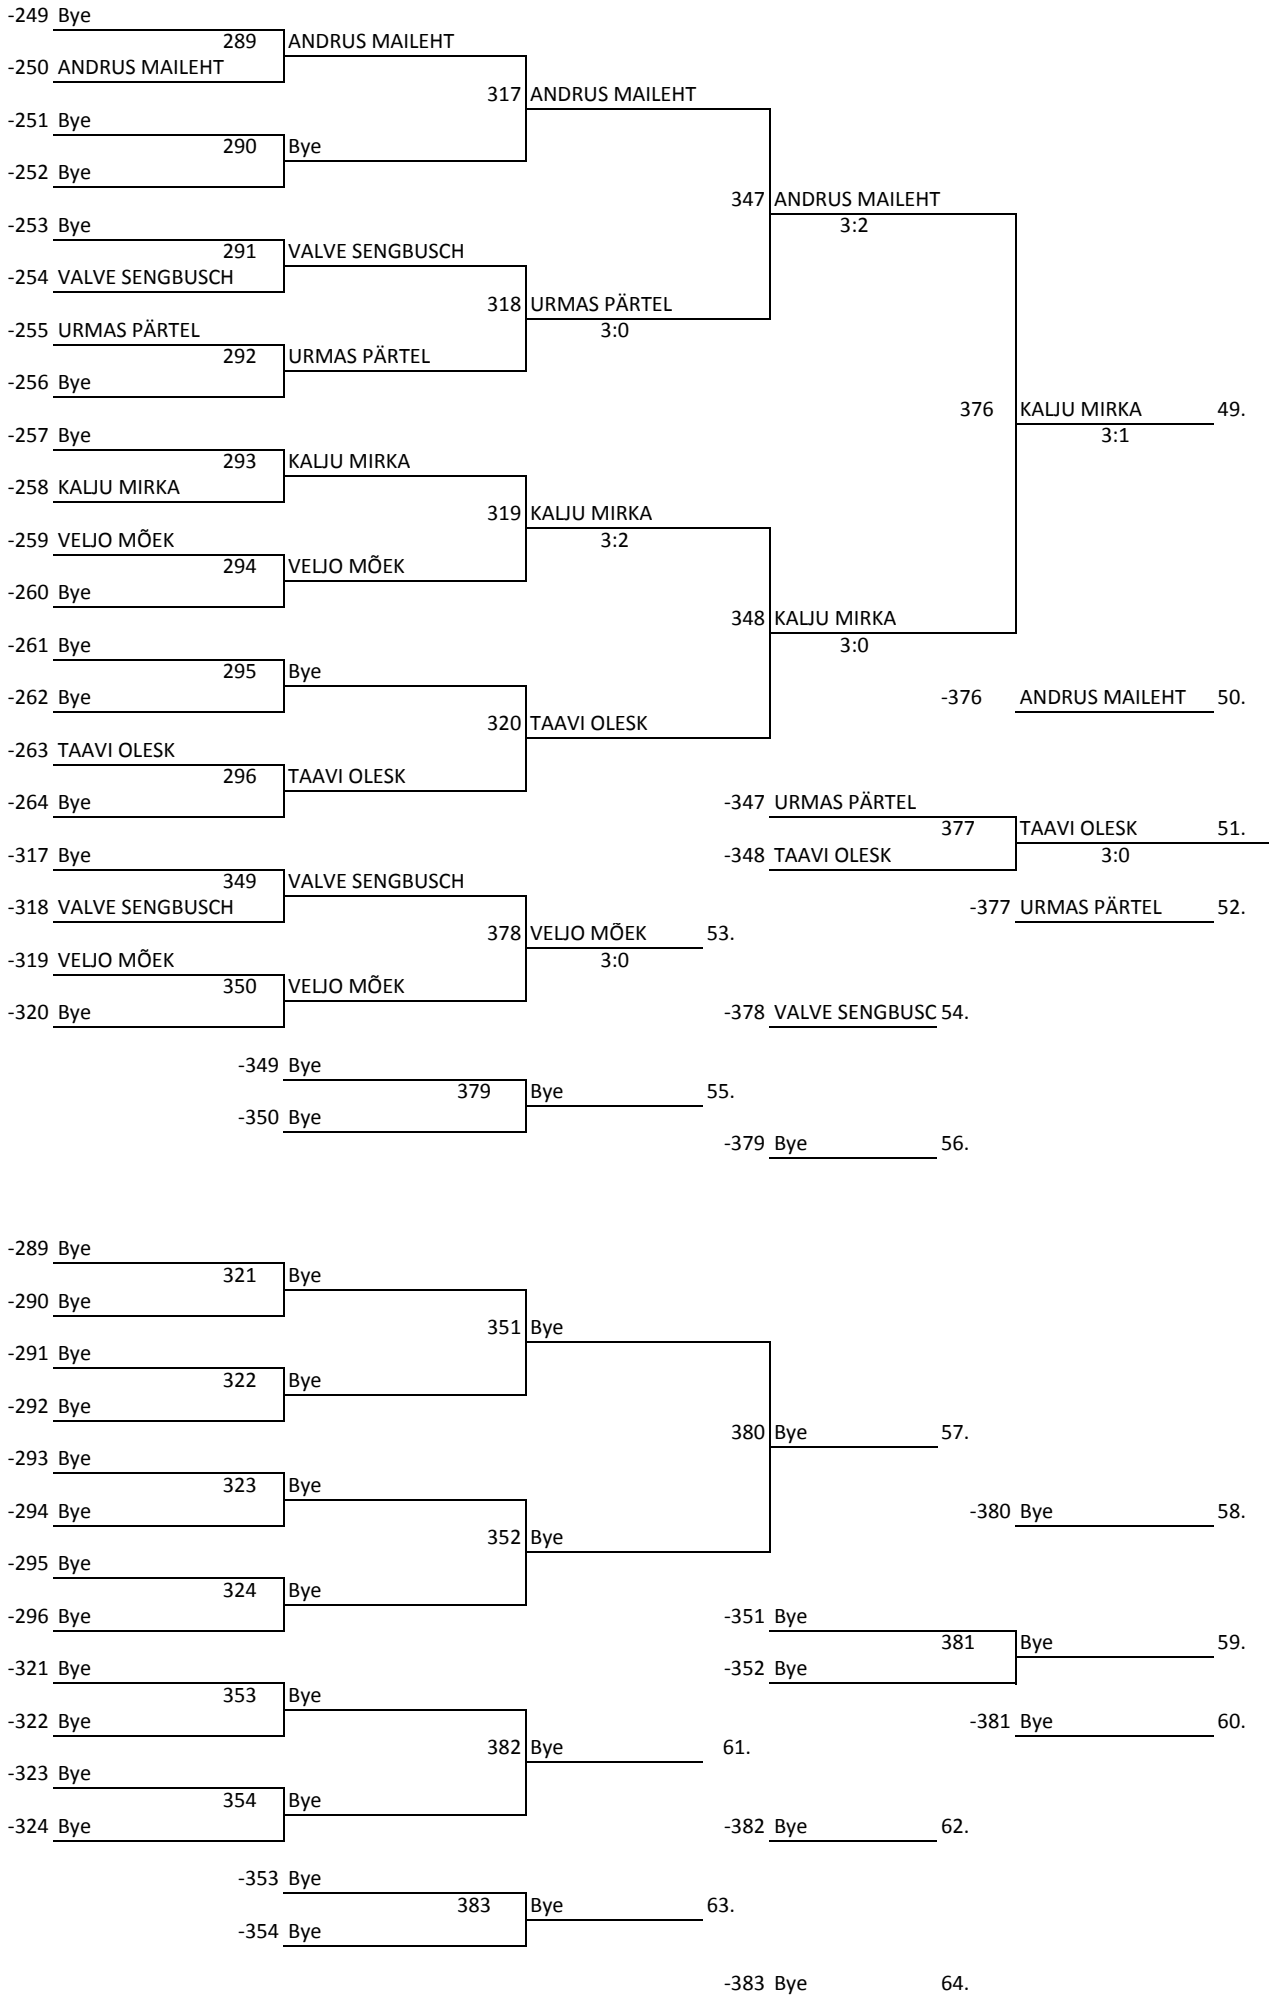 -249 Bye
289 ANDRUS MAILEHT
-250 ANDRUS MAILEHT
317 ANDRUS MAILEHT
-251 Bye
290 Bye
-252 Bye
347 ANDRUS MAILEHT
-253 Bye
3:2
291 VALVE SENGBUSCH
-254 VALVE SENGBUSCH
318 URMAS PÄRTEL
-255 URMAS PÄRTEL
3:0
292 URMAS PÄRTEL
-256 Bye
376 KALJU MIRKA 49.
-257 Bye
3:1
293 KALJU MIRKA
-258 KALJU MIRKA
319 KALJU MIRKA
-259 VELJO MÕEK
3:2
294 VELJO MÕEK
-260 Bye
348 KALJU MIRKA
-261 Bye
3:0
295 Bye
-262 Bye
-376 ANDRUS MAILEHT 50.
320 TAAVI OLESK
-263 TAAVI OLESK
296 TAAVI OLESK
-264 Bye
-347 URMAS PÄRTEL
377 TAAVI OLESK 51.
-317 Bye
-348 TAAVI OLESK
3:0
349 VALVE SENGBUSCH
-318 VALVE SENGBUSCH
-377 URMAS PÄRTEL 52.
378 VELJO MÕEK 53.
-319 VELJO MÕEK
3:0
350 VELJO MÕEK
-320 Bye
-378 VALVE SENGBUSC 54.
-349 Bye
379 Bye 55.
-350 Bye
-379 Bye 56.
-289 Bye
321 Bye
-290 Bye
351 Bye
-291 Bye
322 Bye
-292 Bye
380 Bye 57.
-293 Bye
323 Bye
-294 Bye
-380 Bye 58.
352 Bye
-295 Bye
324 Bye
-296 Bye
-351 Bye
381 Bye 59.
-321 Bye
-352 Bye
353 Bye
-322 Bye
-381 Bye 60.
382 Bye 61.
-323 Bye
354 Bye
-324 Bye
-382 Bye 62.
-353 Bye
383 Bye 63.
-354 Bye
-383 Bye 64.